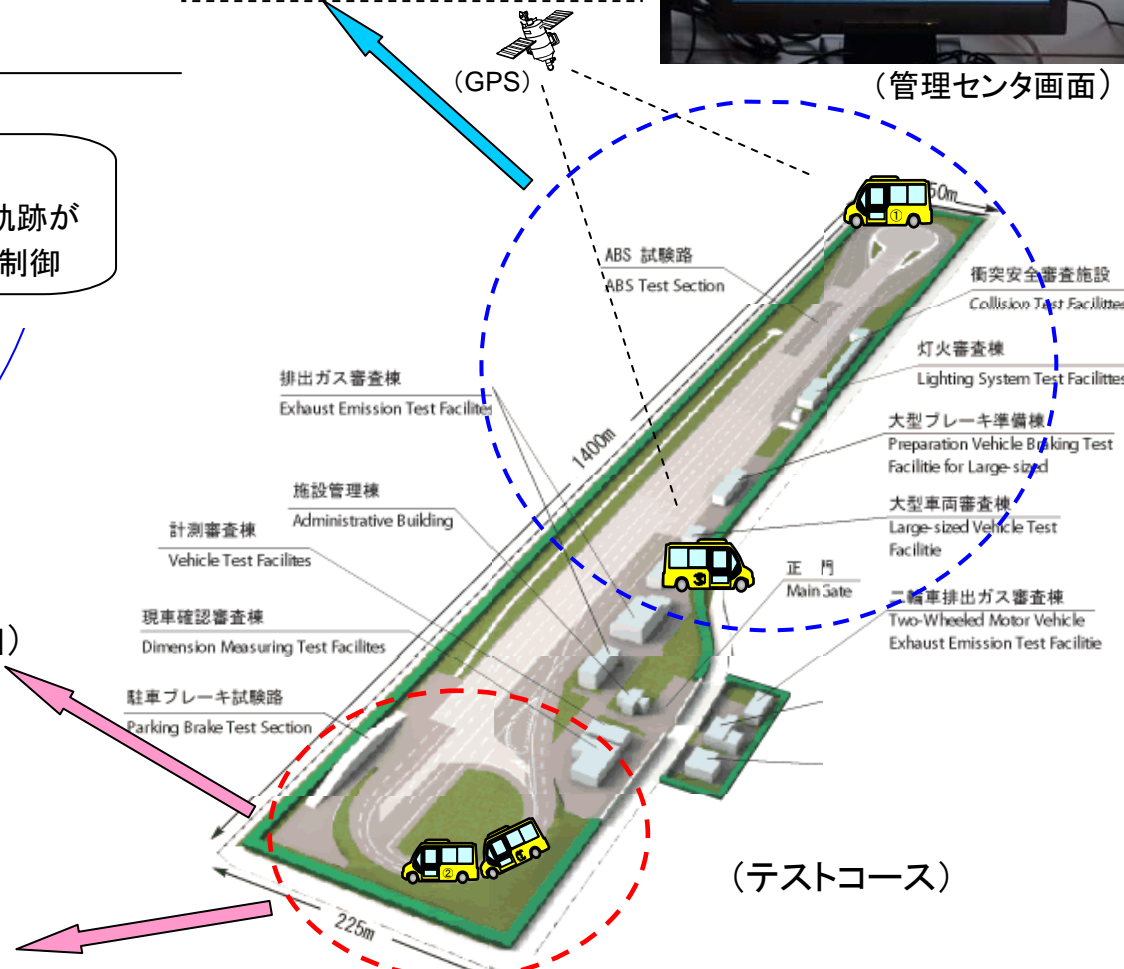 （GPS）
（管理センタ画面）
軌跡が
制御
①
50m
ABS 試験路
ABS Test Section
衝突安全審査施設
Collision Test Facilittes
灯火審査棟
Lighting System Test Facilittes
排出ガス審査棟
Exhaust Emission Test Facilites
大型ブレーキ準備棟
Preparation Vehicle Braking Test
Facilitie for Large-sized
1400m
施設管理棟
Administrative Building
大型車両審査棟
Large-sized Vehicle Test
Facilitie
計測審査棟
Vehicle Test Facilites
正 門
Main Gate
二輪車排出ガス審査棟
Two-Wheeled Motor Vehicle
Exhaust Emission Test Facilitie
現車確認審査棟
Dimension Measuring Test Facilites
）
駐車ブレーキ試験路
Parking Brake Test Section
②
（テストコース）
225m